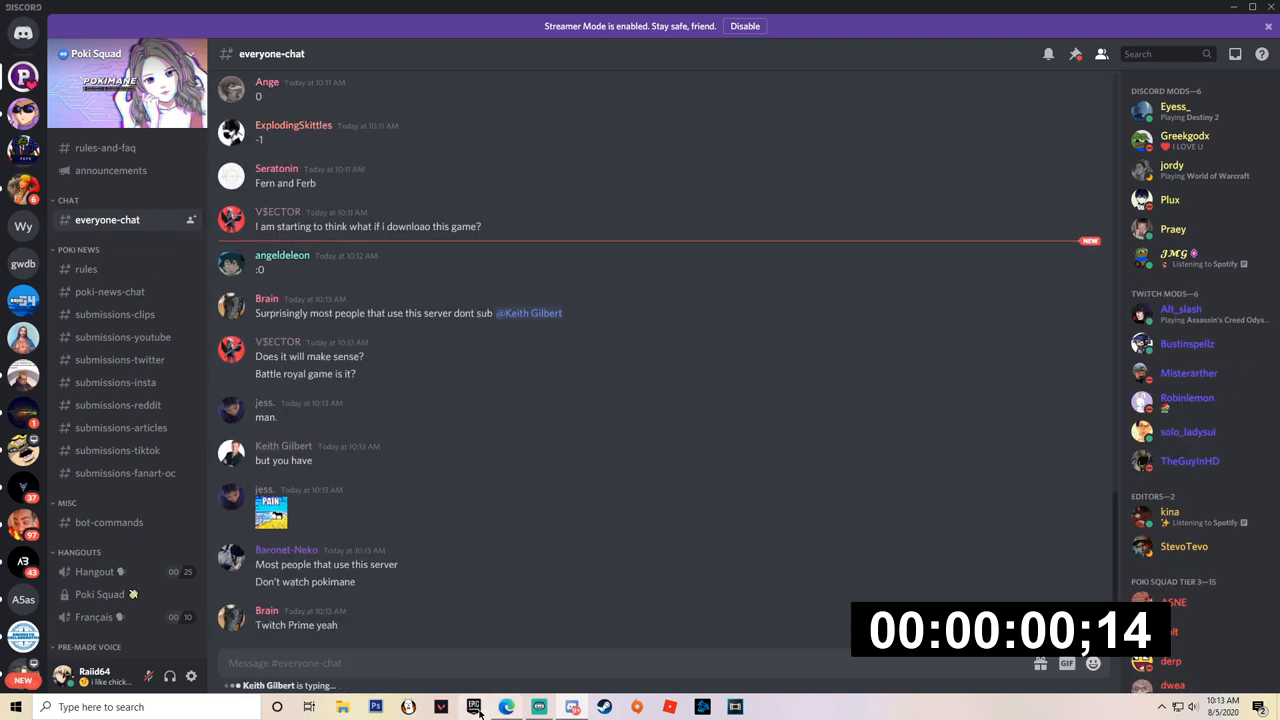 DISCORD
Streamer Mode is enabled. Stay safe, friend. Disable
Poki Squad
POKIMANE
rules-and-faq
announcements
CHAT
everyone-chat
POKI NEWS
rules
poki-news-chat
submissions-clips
submissions-youtube
submissions-twitter
submissions-insta
submissions-reddit
submissions-articles
submissions-tiktok
submissions-fanart-oc
MISC
bot-commands
HANGOUTS
Hangout 00 25
Poki Squad
Français 00 10
PRE-MADE VOICE
Raiid64
i like chick...
6
Wy
gwdb
1
37
97
43
A5as
NEW
everyone-chat
Search
Ange Today at 10:11 AM
0
ExplodingSkittles Today at 10:11 AM
-1
Seratonin Today at 10:11 AM
Fern and Ferb
V$ECTOR Today at 10:11 AM
I am starting to think what if i downloao this game?
NEW
angeldeleon Today at 10:12 AM
:0
Brain Today at 10:13 AM
Surprisingly most people that use this server dont sub @Keith Gilbert
V$ECTOR Today at 10:13 AM
Does it will make sense?
Battle royal game is it?
jess. Today at 10:13 AM
man.
Keith Gilbert Today at 10:13 AM
but you have
jess. Today at 10:13 AM
PAIN
Baronet-Neko Today at 10:13 AM
Most people that use this server
Don't watch pokimane
Brain Today at 10:13 AM
Twitch Prime yeah
Message #everyone-chat
GIF
Keith Gilbert is typing...
DISCORD MODS—6
Eyess_
Playing Destiny 2
Greekgodx
I LOVE U
jordy
Playing World of Warcraft
Plux
Praey
JMG
Listening to Spotify
TWITCH MODS—6
Alt_slash
Playing Assassin's Creed Odys...
Bustinspellz
Misterarther
Robinlemon
solo_ladysui
TheGuyInHD
EDITORS—2
kina
Listening to Spotify
StevoTevo
POKI SQUAD TIER 3—15
derp
dwea
00:00:00;14
Type here to search
Ps
EPIC
10:13 AM
8/5/2020
2